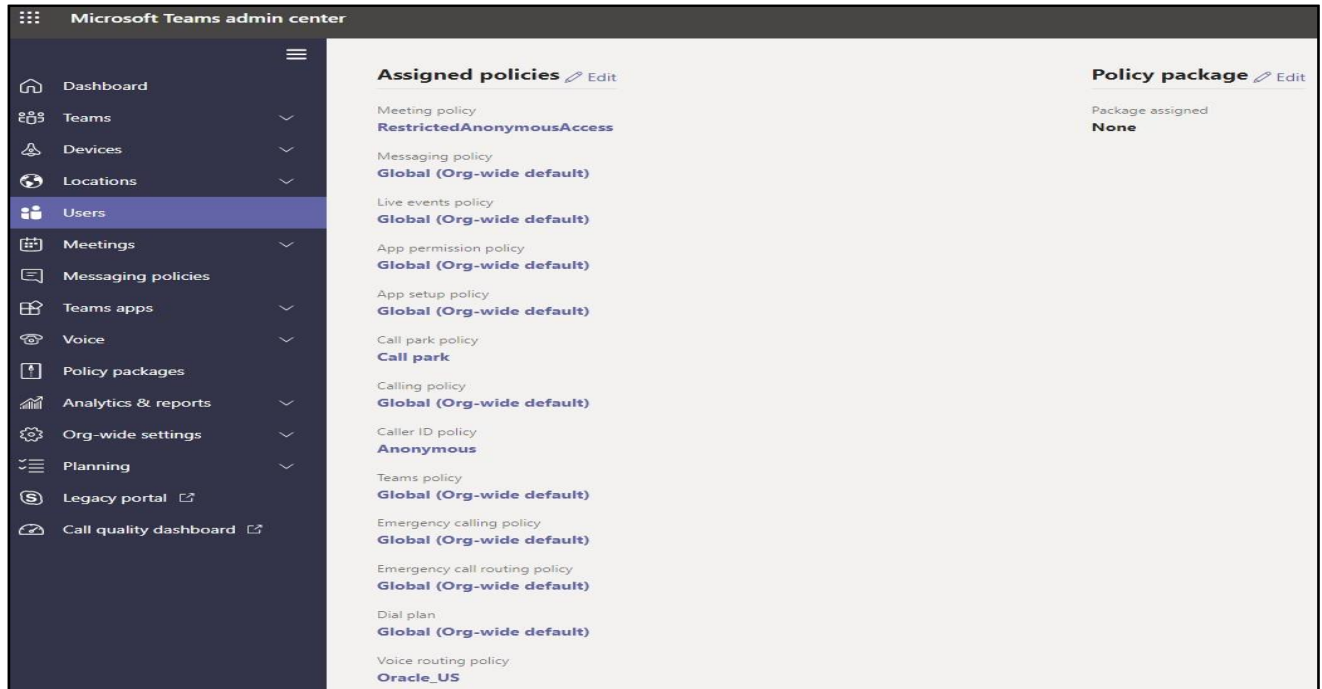 Microsoft Teams admin center
Dashboard
Teams
Devices
Locations
Users
Meetings
Messaging policies
Teams apps
Voice
Policy packages
Analytics & reports
Org-wide settings
Planning
Legacy portal
Call quality dashboard
Assigned policies Edit
Meeting policy
RestrictedAnonymousAccess
Messaging policy
Global (Org-wide default)
Live events policy
Global (Org-wide default)
App permission policy
Global (Org-wide default)
App setup policy
Global (Org-wide default)
Call park policy
Call park
Calling policy
Global (Org-wide default)
Caller ID policy
Anonymous
Teams policy
Global (Org-wide default)
Emergency calling policy
Global (Org-wide default)
Emergency call routing policy
Global (Org-wide default)
Dial plan
Global (Org-wide default)
Voice routing policy
Oracle_US
Policy package Edit
Package assigned
None